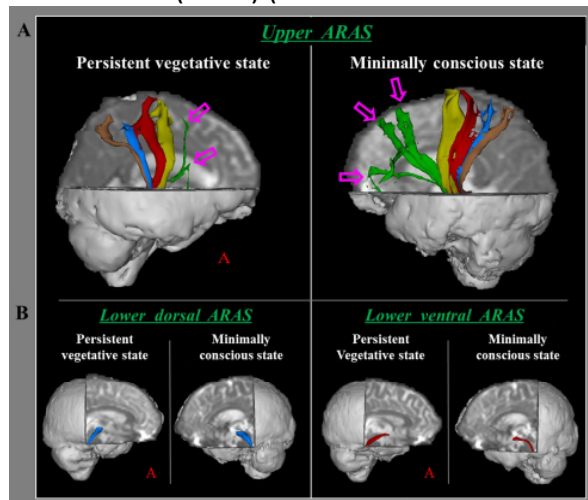 A
Upper ARAS
Persistent vegetative state
Minimally conscious state
A
B
Lower dorsal ARAS
Lower ventral ARAS
Persistent
vegetative state
Minimally
conscious state
Persistent
Vegetative state
Minimally
conscious state
A
A